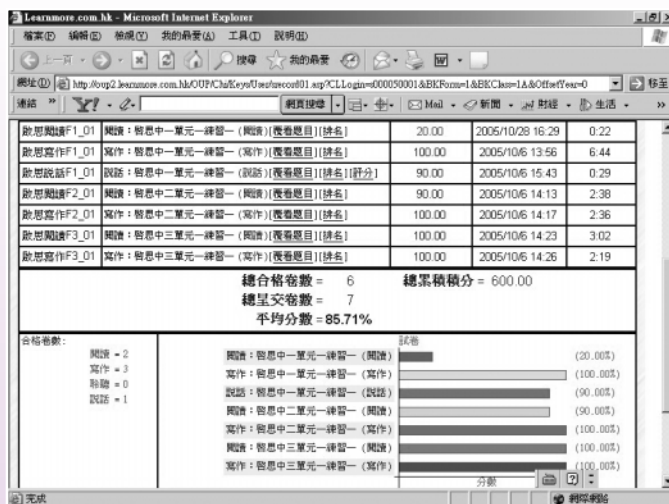 Learnmore.com.hk - Microsoft Internet Explorer
檔案(F) 編輯(E) 檢視(V) 我的最愛(A) 工具(T) 說明(H)
上一頁 搜尋 我的最愛
網址(D) http://oup2.learnmore.com.hk/OUP/Chi/Keys/User/urecord01.asp?CLLogin=s000050001&BKForm=1&BKClass=1A&OffsetYear=0 移至
連結 » Y! 網頁搜尋 Mail 新聞 財經 生活 »
啟思閱讀F1_01 閱讀:啓思中一單元一練習一 (閱讀)[覆看題目][排名] 20.00 2005/10/28 16:29 0:22
啟思寫作F1_01 寫作:啓思中一單元一練習一 (寫作)[覆看題目][排名] 100.00 2005/10/6 13:56 6:44
啟思說話F1_01 說話:啓思中一單元一練習一 (說話)[覆看題目][排名][評分] 90.00 2005/10/6 15:43 0:29
啟思閱讀F2_01 閱讀:啓思中二單元一練習一 (閱讀)[覆看題目][排名] 90.00 2005/10/6 14:13 2:38
啟思寫作F2_01 寫作:啓思中二單元一練習一 (寫作)[覆看題目][排名] 100.00 2005/10/6 14:17 2:36
啟思閱讀F3_01 閱讀:啓思中三單元一練習一 (閱讀)[覆看題目][排名] 100.00 2005/10/6 14:23 3:02
啟思寫作F3_01 寫作:啓思中三單元一練習一 (寫作)[覆看題目][排名] 100.00 2005/10/6 14:26 2:19
總合格卷數 = 6 總累積積分 = 600.00
總呈交卷數 = 7
平均分數 = 85.71%
合格卷數:
閱讀 = 2
寫作 = 3
聆聽 = 0
說話 = 1
試卷
閱讀:啓思中一單元一練習一 (閱讀) (20.00%)
寫作:啓思中一單元一練習一 (寫作) (100.00%)
說話:啓思中一單元一練習一 (說話) (90.00%)
閱讀:啓思中二單元一練習一 (閱讀) (90.00%)
寫作:啓思中二單元一練習一 (寫作) (100.00%)
閱讀:啓思中三單元一練習一 (閱讀) (100.00%)
寫作:啓思中三單元一練習一 (寫作) (100.00%)
分數
完成 網際網路